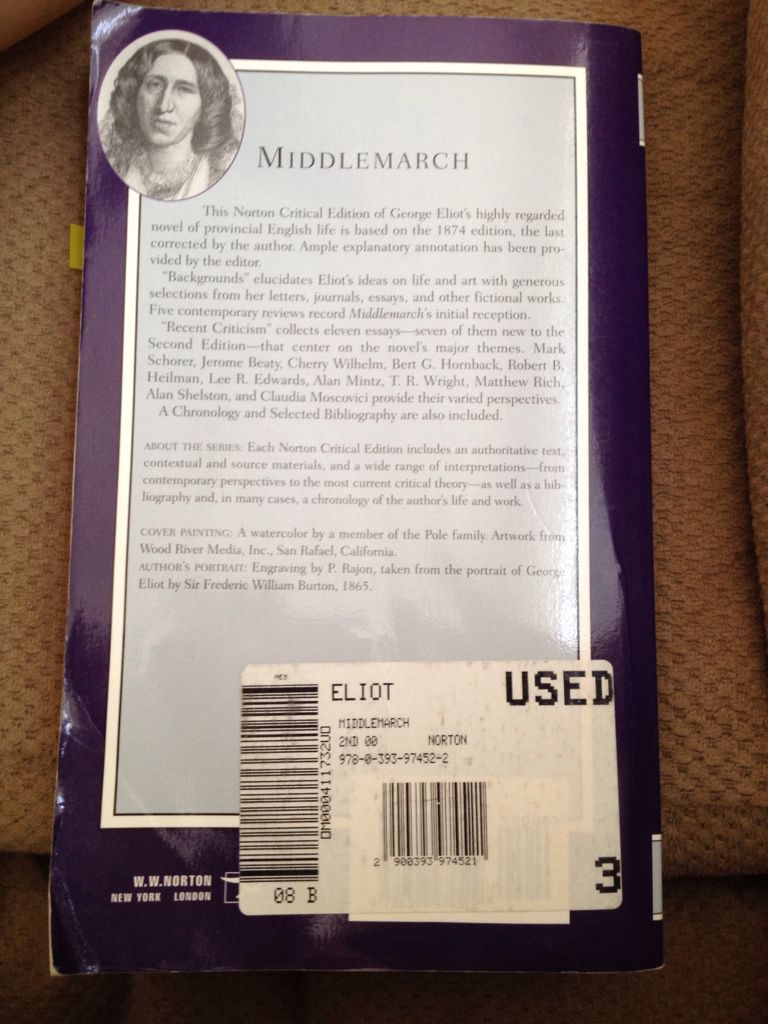 MIDDLEMARCH
This Norton Critical Edition of George Eliot's highly regarded
novel of provincial English life is based on the 1874 edition, the last
corrected by the author. Ample explanatory annotation has been pro-
vided by the editor.
"Backgrounds" elucidates Eliot's ideas on life and art with generous
selections from her letters, journals, essays, and other fictional works.
Five contemporary reviews record Middlemarch's initial reception.
"Recent Criticism" collects eleven essays—seven of them new to the
Second Edition—that center on the novel's major themes. Mark
Schorer, Jerome Beaty, Cherry Wilhelm, Bert G. Hornback, Robert B.
Heilman, Lee R. Edwards, Alan Mintz, T. R. Wright, Matthew Rich,
Alan Shelston, and Claudia Moscovici provide their varied perspectives.
A Chronology and Selected Bibliography are also included.
ABOUT THE SERIES: Each Norton Critical Edition includes an authoritative text,
contextual and source materials, and a wide range of interpretations—from
contemporary perspectives to the most current critical theory—as well as a bib-
liography and, in many cases, a chronology of the author's life and work.
COVER PAINTING: A watercolor by a member of the Pole family. Artwork from
Wood River Media, Inc., San Rafael, California.
AUTHOR'S PORTRAIT: Engraving by P. Rajon, taken from the portrait of George
Eliot by Sir Frederic William Burton, 1865.
ELIOT
USED
MIDDLEMARCH
2ND 00 NORTON
978-0-393-97452-2
0M000411732U0
2 900393 974521
3
08 B
W.W.NORTON
NEW YORK LONDON